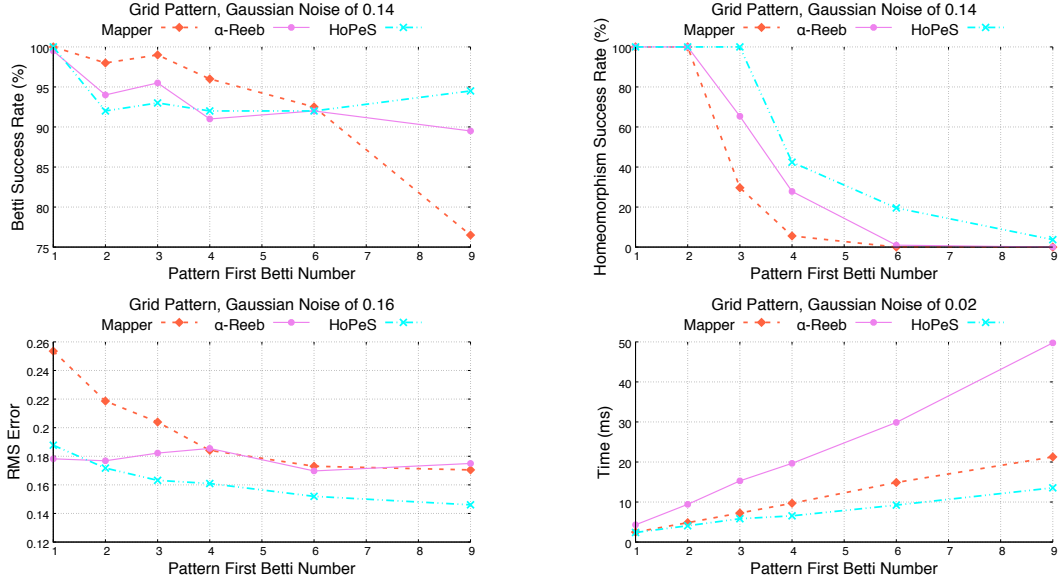 Grid Pattern, Gaussian Noise of 0.14
Mapper α-Reeb HoPeS
Betti Success Rate (%)
100
95
90
85
80
75
1 2 3 4 5 6 7 8 9
Pattern First Betti Number
Grid Pattern, Gaussian Noise of 0.14
Mapper α-Reeb HoPeS
Homeomorphism Success Rate (%)
100
80
60
40
20
0
1 2 3 4 5 6 7 8 9
Pattern First Betti Number
Grid Pattern, Gaussian Noise of 0.16
Mapper α-Reeb HoPeS
RMS Error
0.26
0.24
0.22
0.2
0.18
0.16
0.14
0.12
1 2 3 4 5 6 7 8 9
Pattern First Betti Number
Grid Pattern, Gaussian Noise of 0.02
Mapper α-Reeb HoPeS
Time (ms)
50
40
30
20
10
0
1 2 3 4 5 6 7 8 9
Pattern First Betti Number